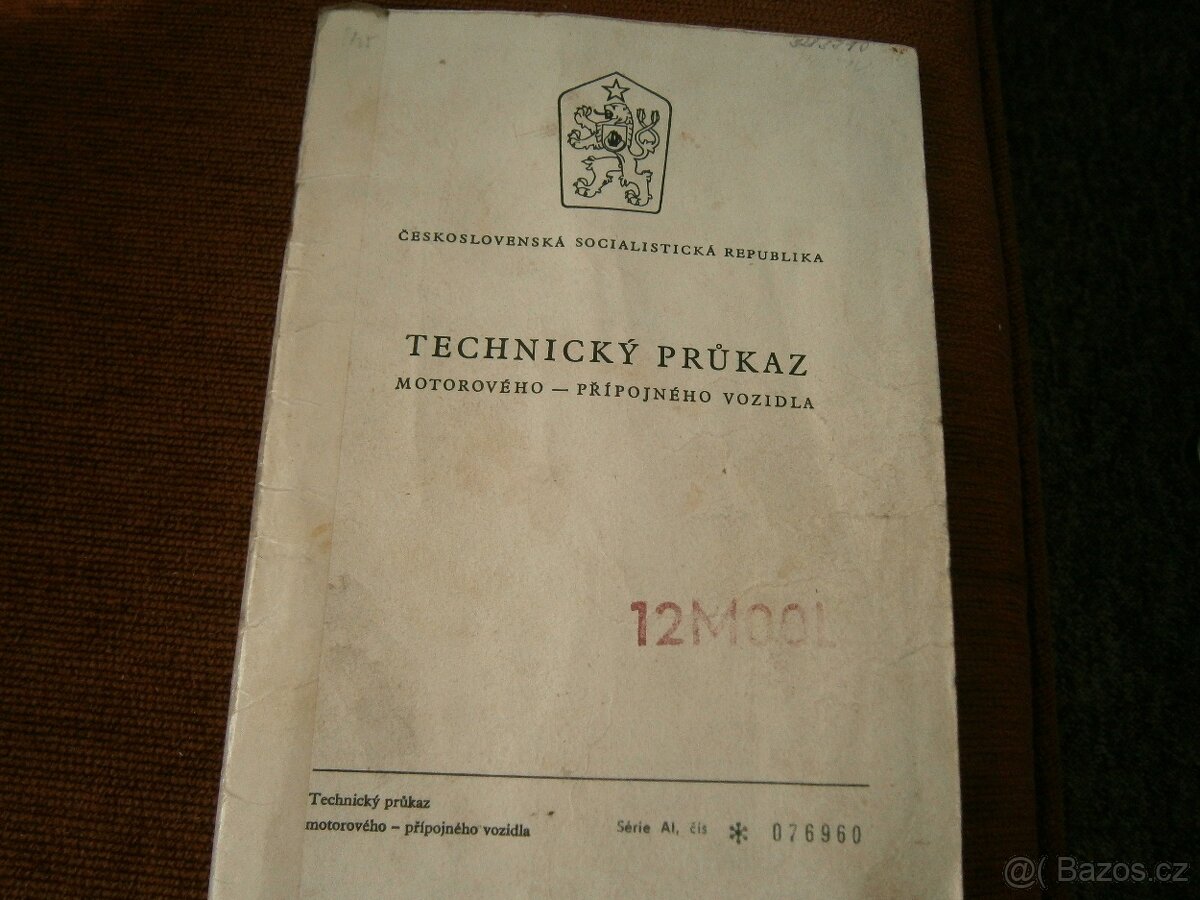 ČESKOSLOVENSKÁ SOCIALISTICKÁ REPUBLIKA
TECHNICKÝ PRŮKAZ
MOTOROVÉHO — PŘÍPOJNÉHO VOZIDLA
12M00L
Technický průkaz
motorového – přípojného vozidla
Série AI, čís ✻ 076960
@( Bazos.cz